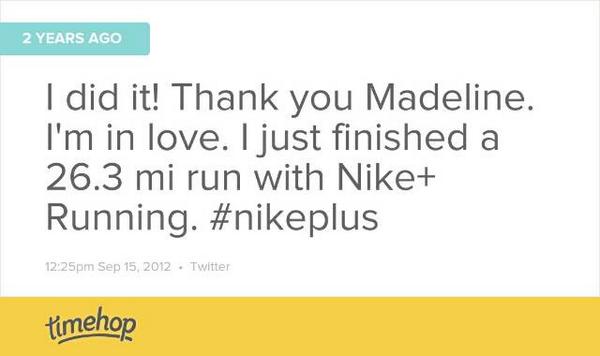 2 YEARS AGO
I did it! Thank you Madeline.
I'm in love. I just finished a
26.3 mi run with Nike+
Running. #nikeplus
12:25pm Sep 15, 2012 • Twitter
timehop